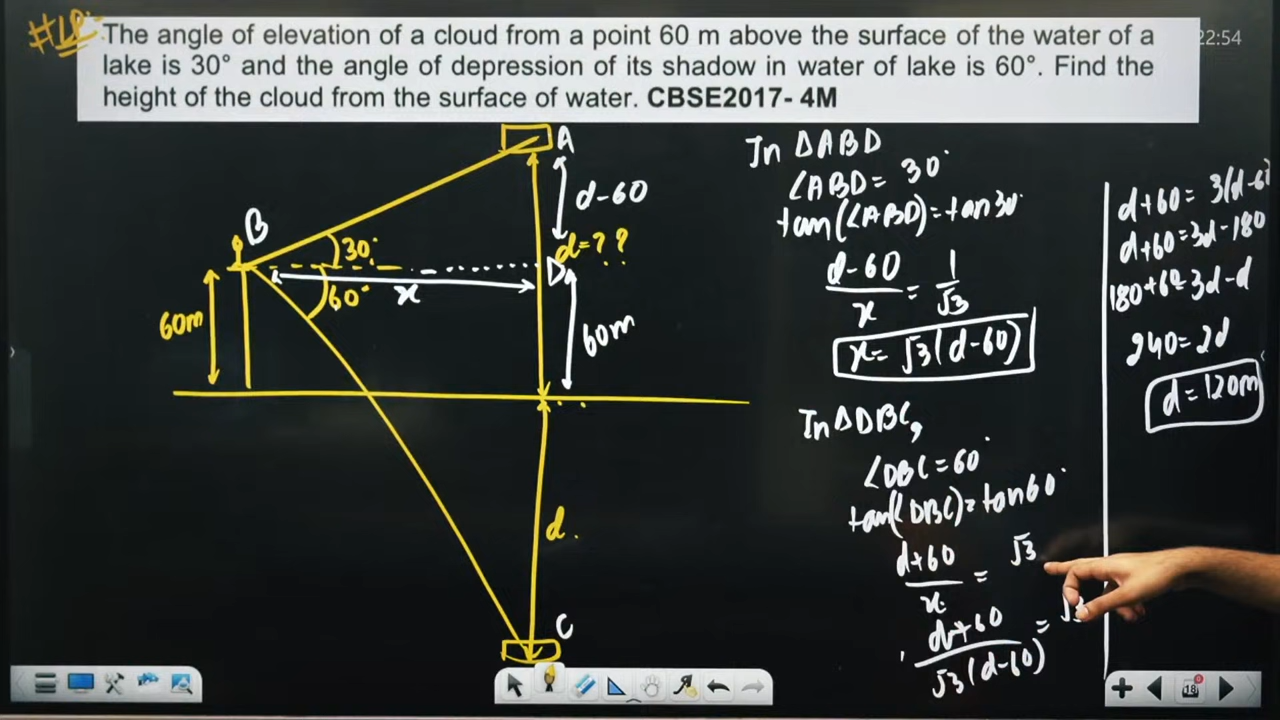 #LP
The angle of elevation of a cloud from a point 60 m above the surface of the water of a
lake is 30° and the angle of depression of its shadow in water of lake is 60°. Find the
height of the cloud from the surface of water. CBSE2017- 4M
22:54
A
d-60
B
30°
d=??
D
60°
x
60m
60m
d.
C
In ΔABD
∠ABD = 30°
tan(∠ABD)=tan30°
d-60/x = 1/√3
x = √3(d-60)
In ΔDBC,
∠DBC=60°
tan(∠DBC)=tan60°
d+60/x = √3
d+60/√3(d-60) = √3
d+60= 3(d-60
d+60=3d-180
180+60=3d-d
240=2d
d=120m
18